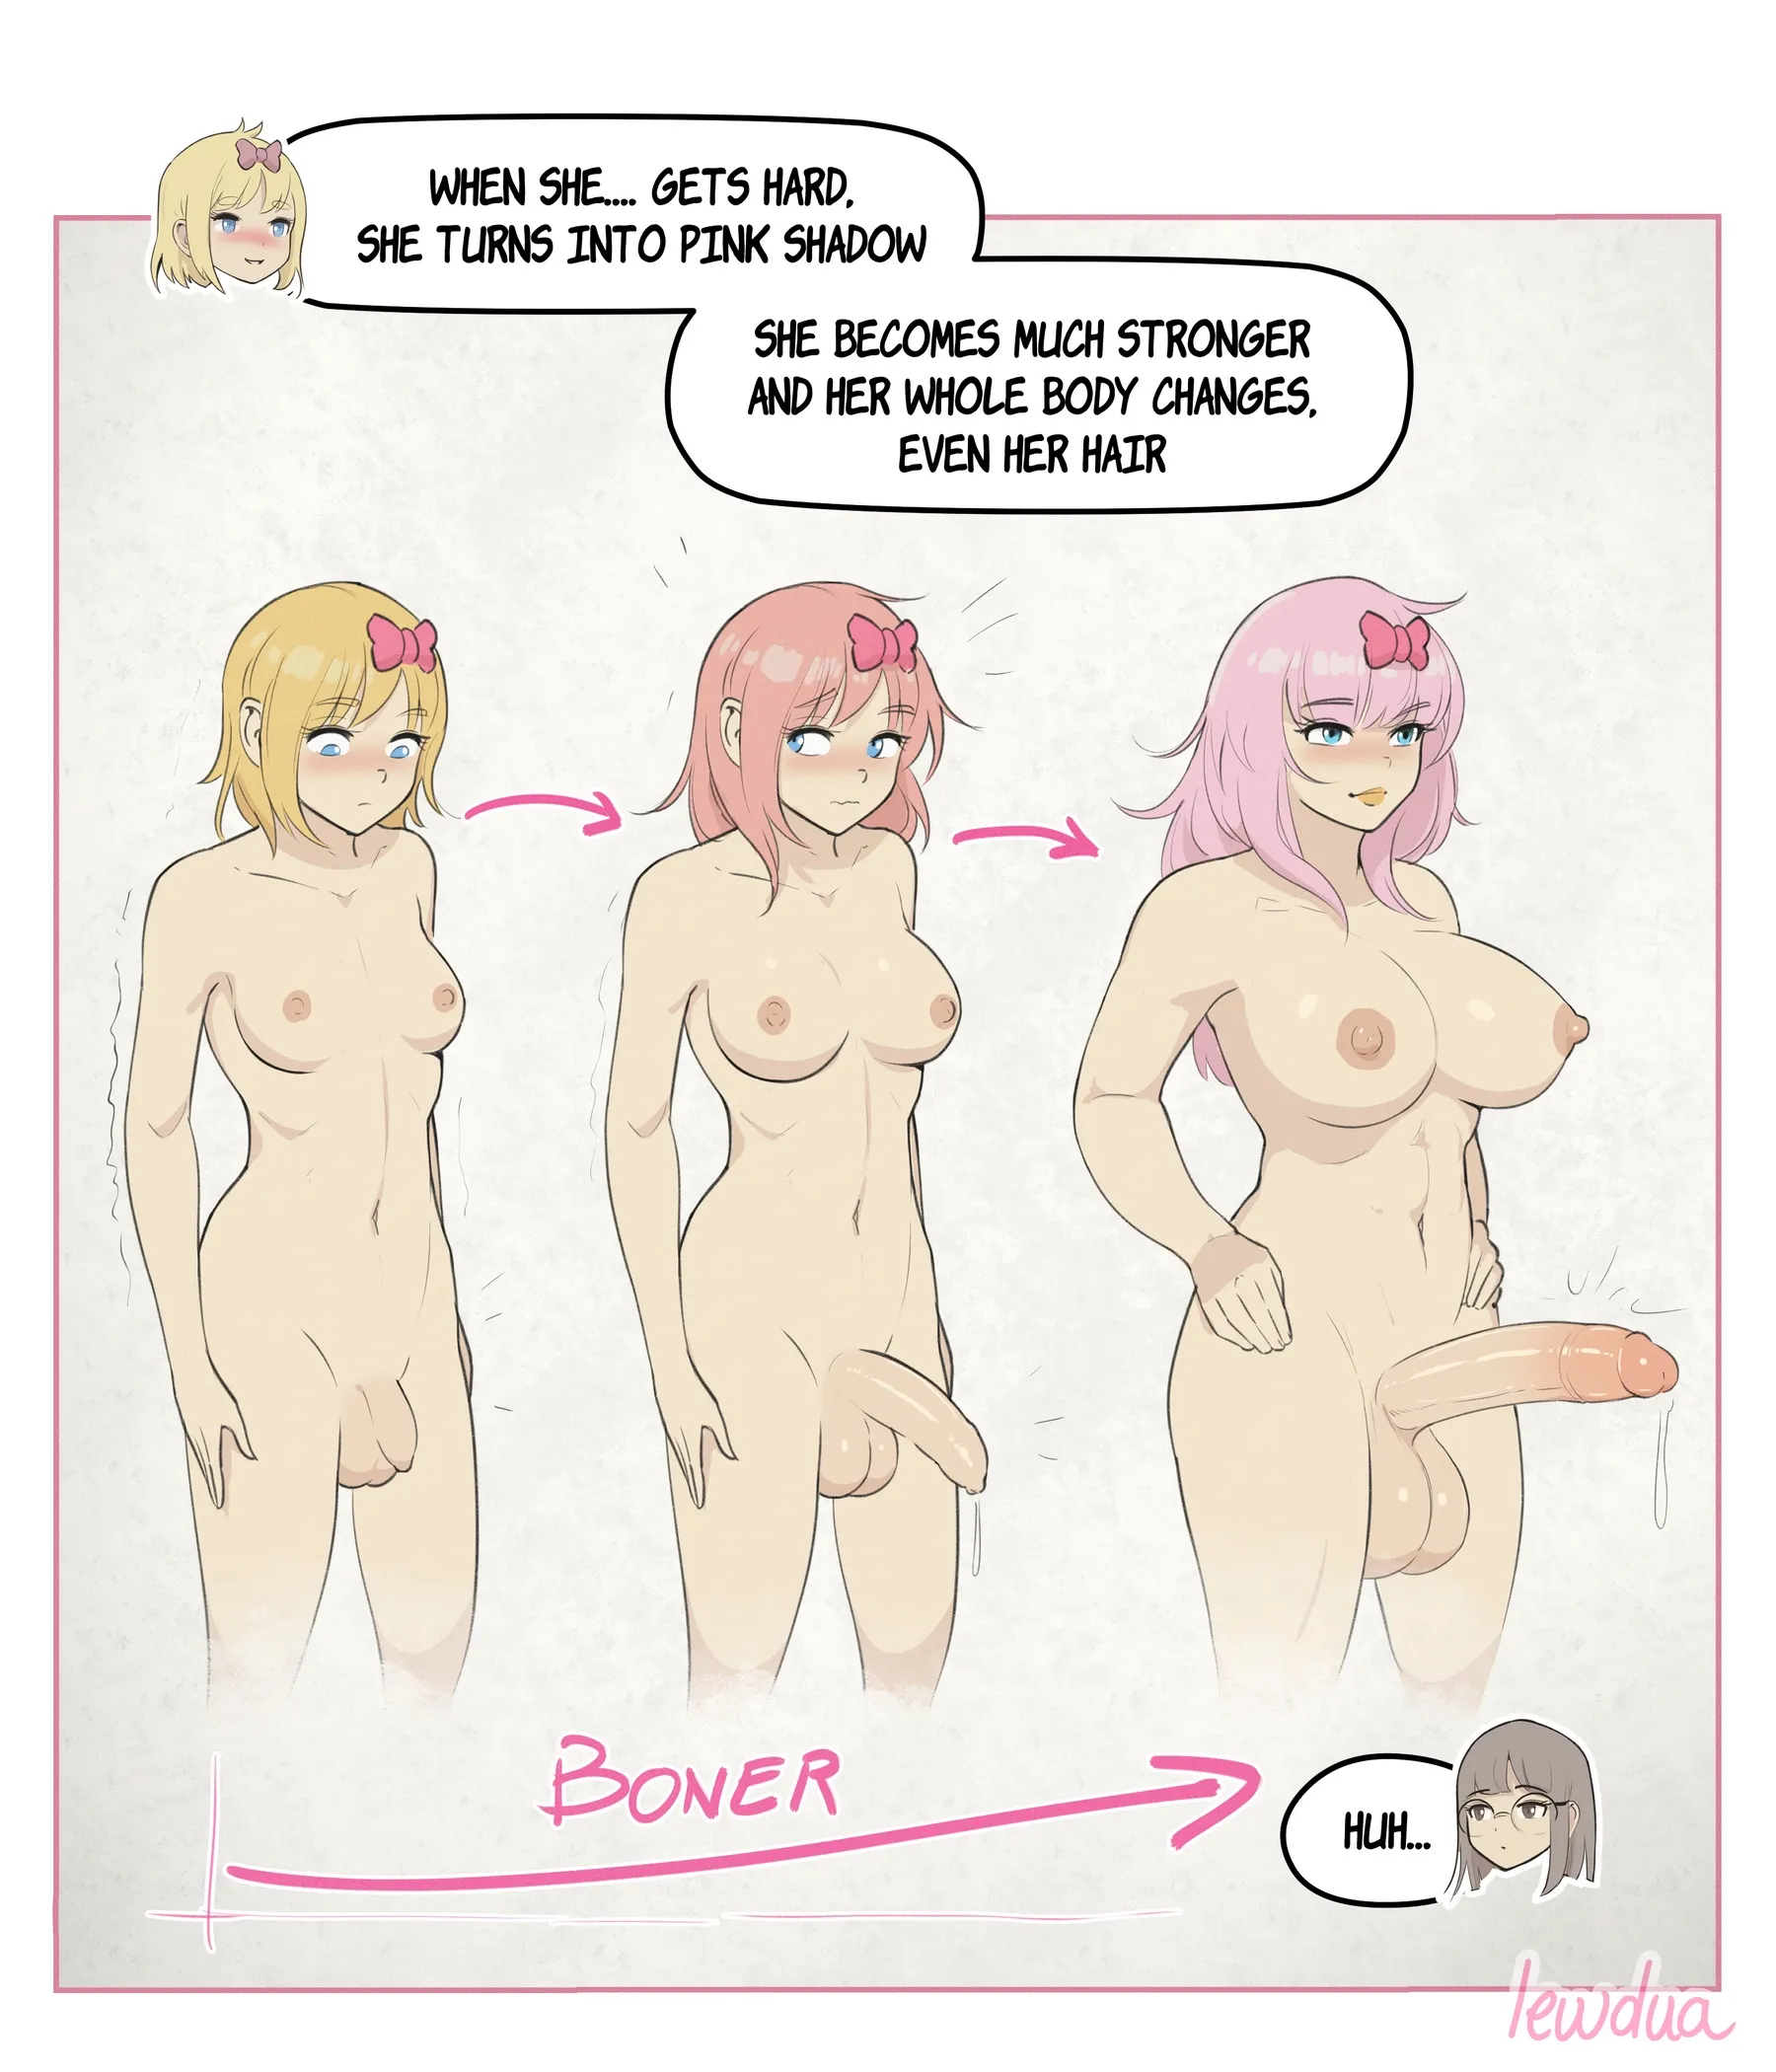 WHEN SHE.... GETS HARD,
SHE TURNS INTO PINK SHADOW
SHE BECOMES MUCH STRONGER
AND HER WHOLE BODY CHANGES,
EVEN HER HAIR
BONER
HUH...
lewdua